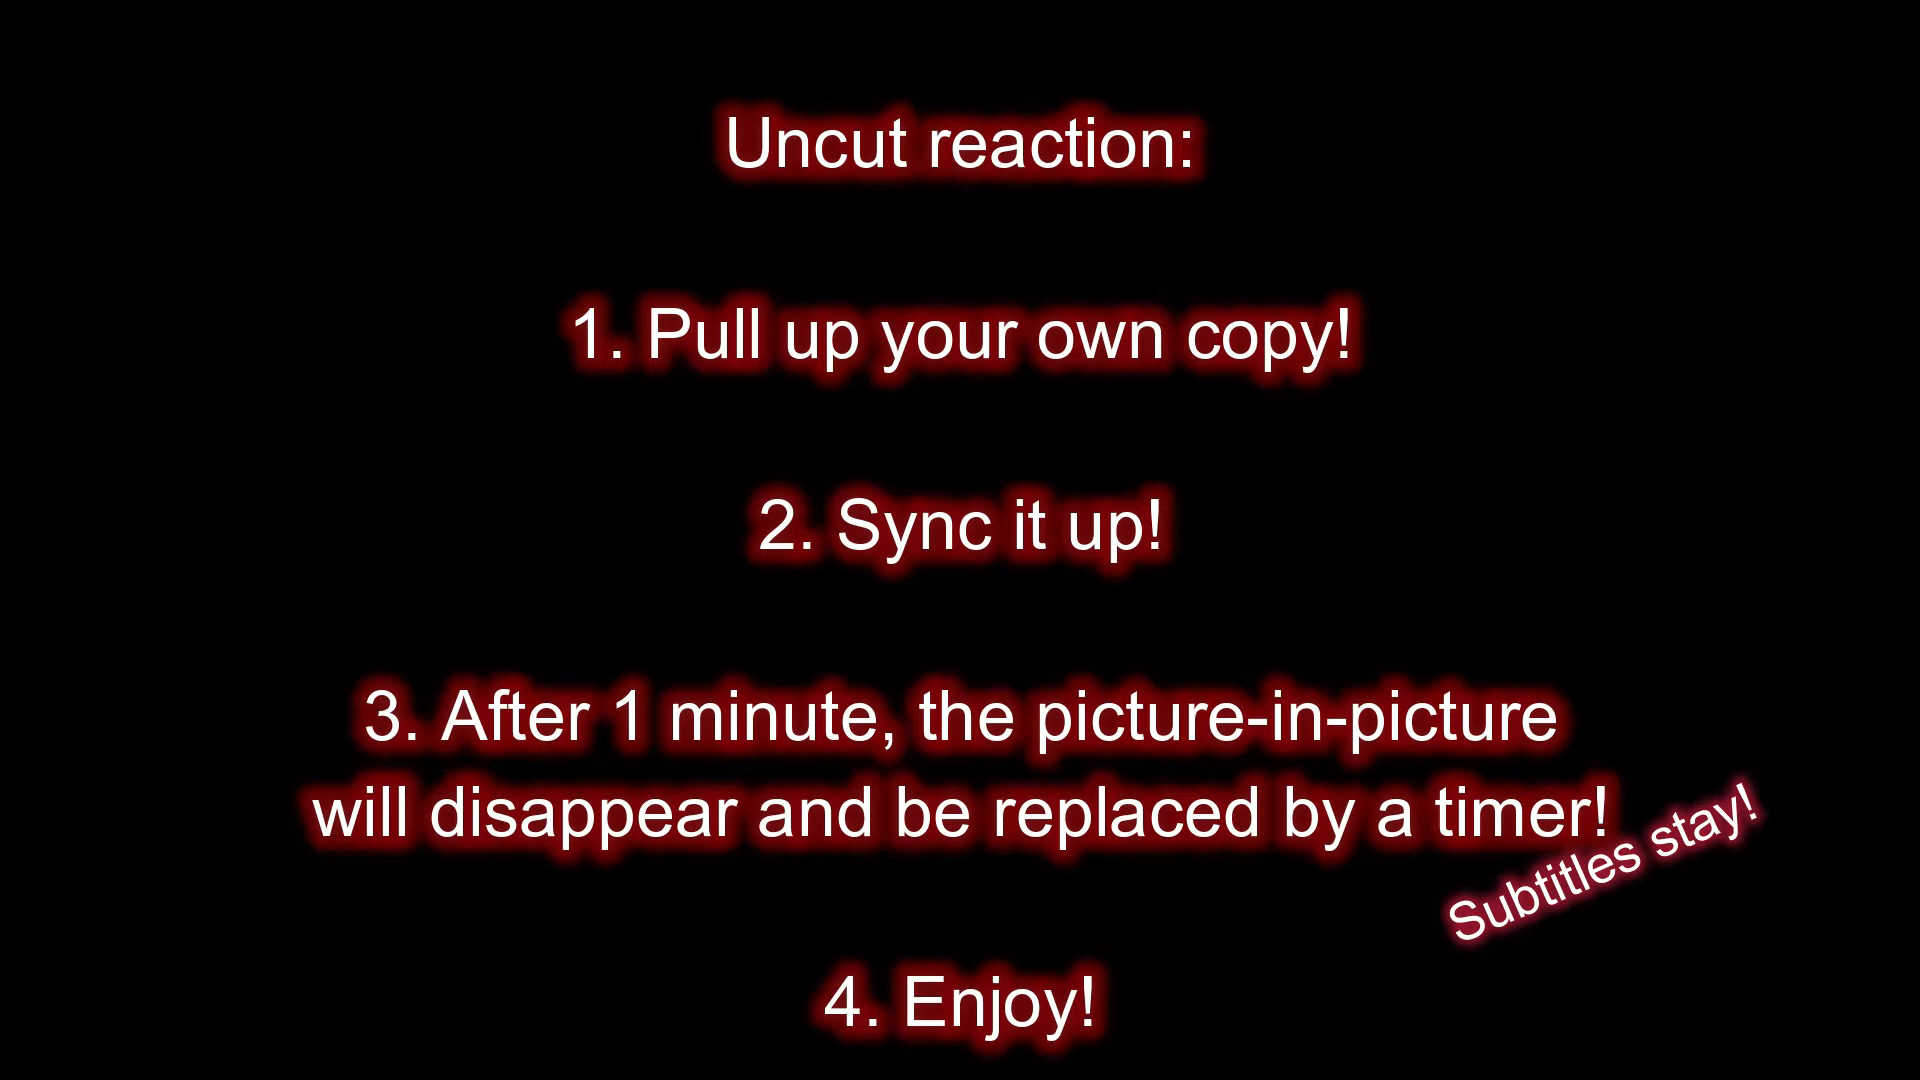 Uncut reaction:
1. Pull up your own copy!
2. Sync it up!
3. After 1 minute, the picture-in-picture
will disappear and be replaced by a timer!
Subtitles stay!
4. Enjoy!